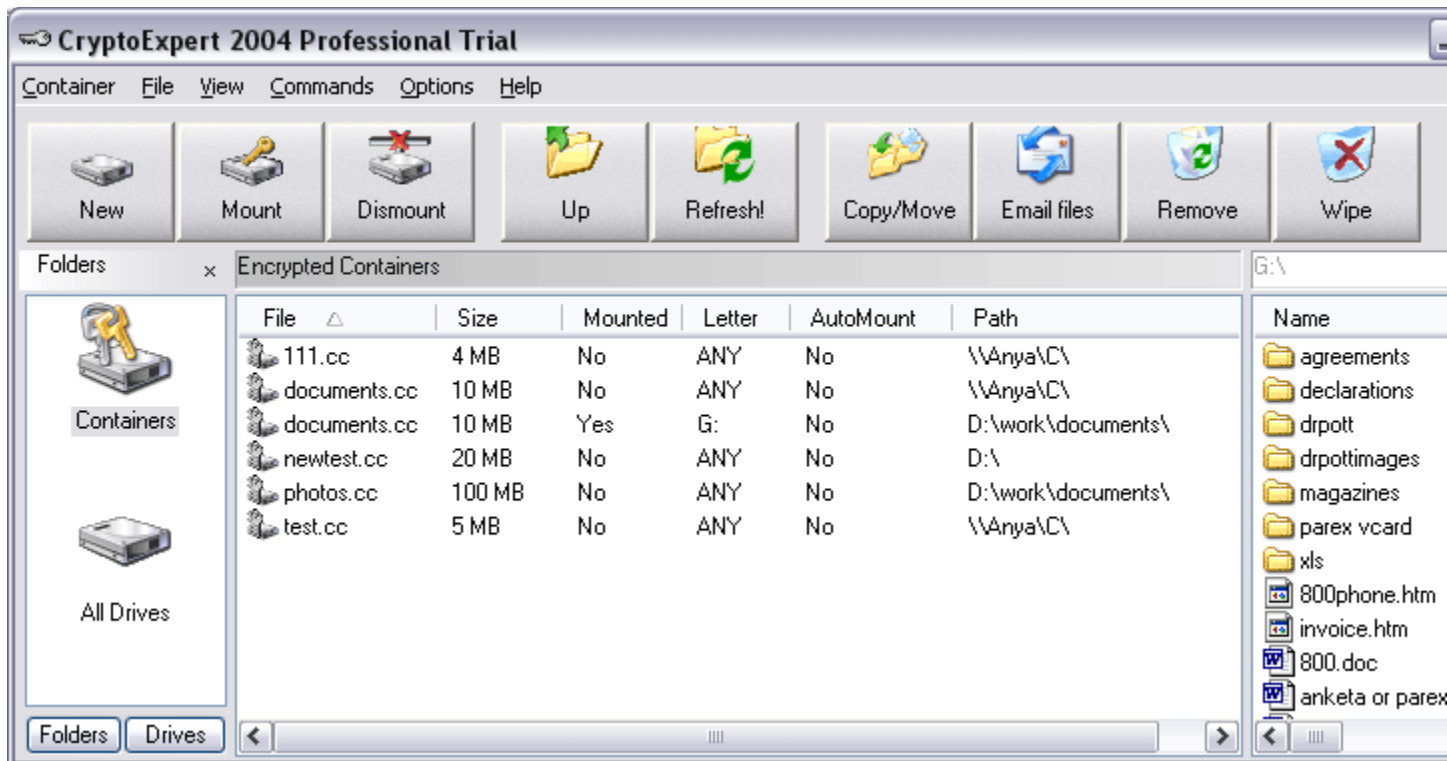 CryptoExpert 2004 Professional Trial
Container File View Commands Options Help
New Mount Dismount Up Refresh! Copy/Move Email files Remove Wipe
Folders × Encrypted Containers G:\
File Size Mounted Letter AutoMount Path Name
111.cc 4 MB No ANY No \\Anya\C\ agreements
documents.cc 10 MB No ANY No \\Anya\C\ declarations
Containers documents.cc 10 MB Yes G: No D:\work\documents\ drpott
newtest.cc 20 MB No ANY No D:\ drpottimages
photos.cc 100 MB No ANY No D:\work\documents\ magazines
test.cc 5 MB No ANY No \\Anya\C\ parex vcard
xls
All Drives 800phone.htm
invoice.htm
800.doc
anketa or parex
Folders Drives